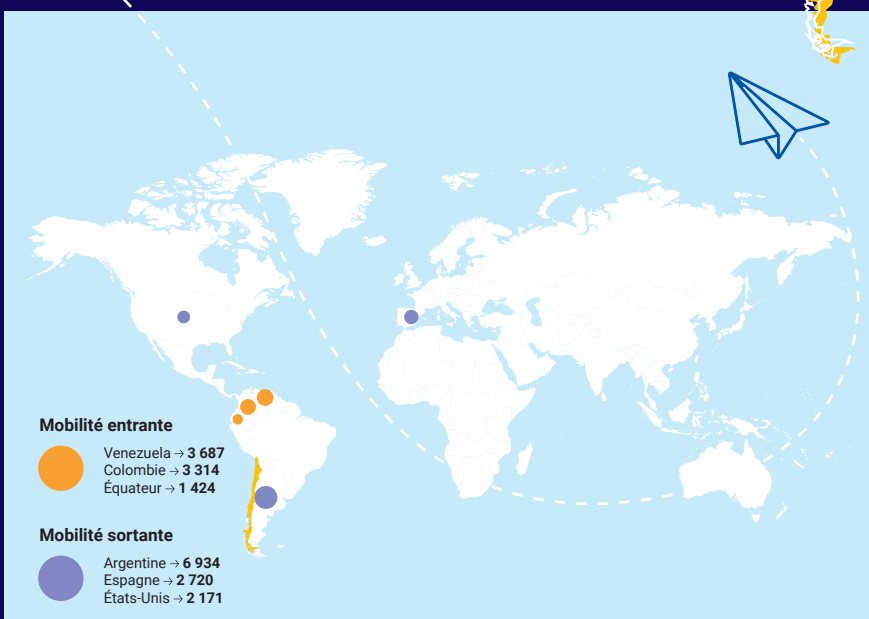 Mobilité entrante
Venezuela → 3 687
Colombie → 3 314
Équateur → 1 424
Mobilité sortante
Argentine → 6 934
Espagne → 2 720
États-Unis → 2 171